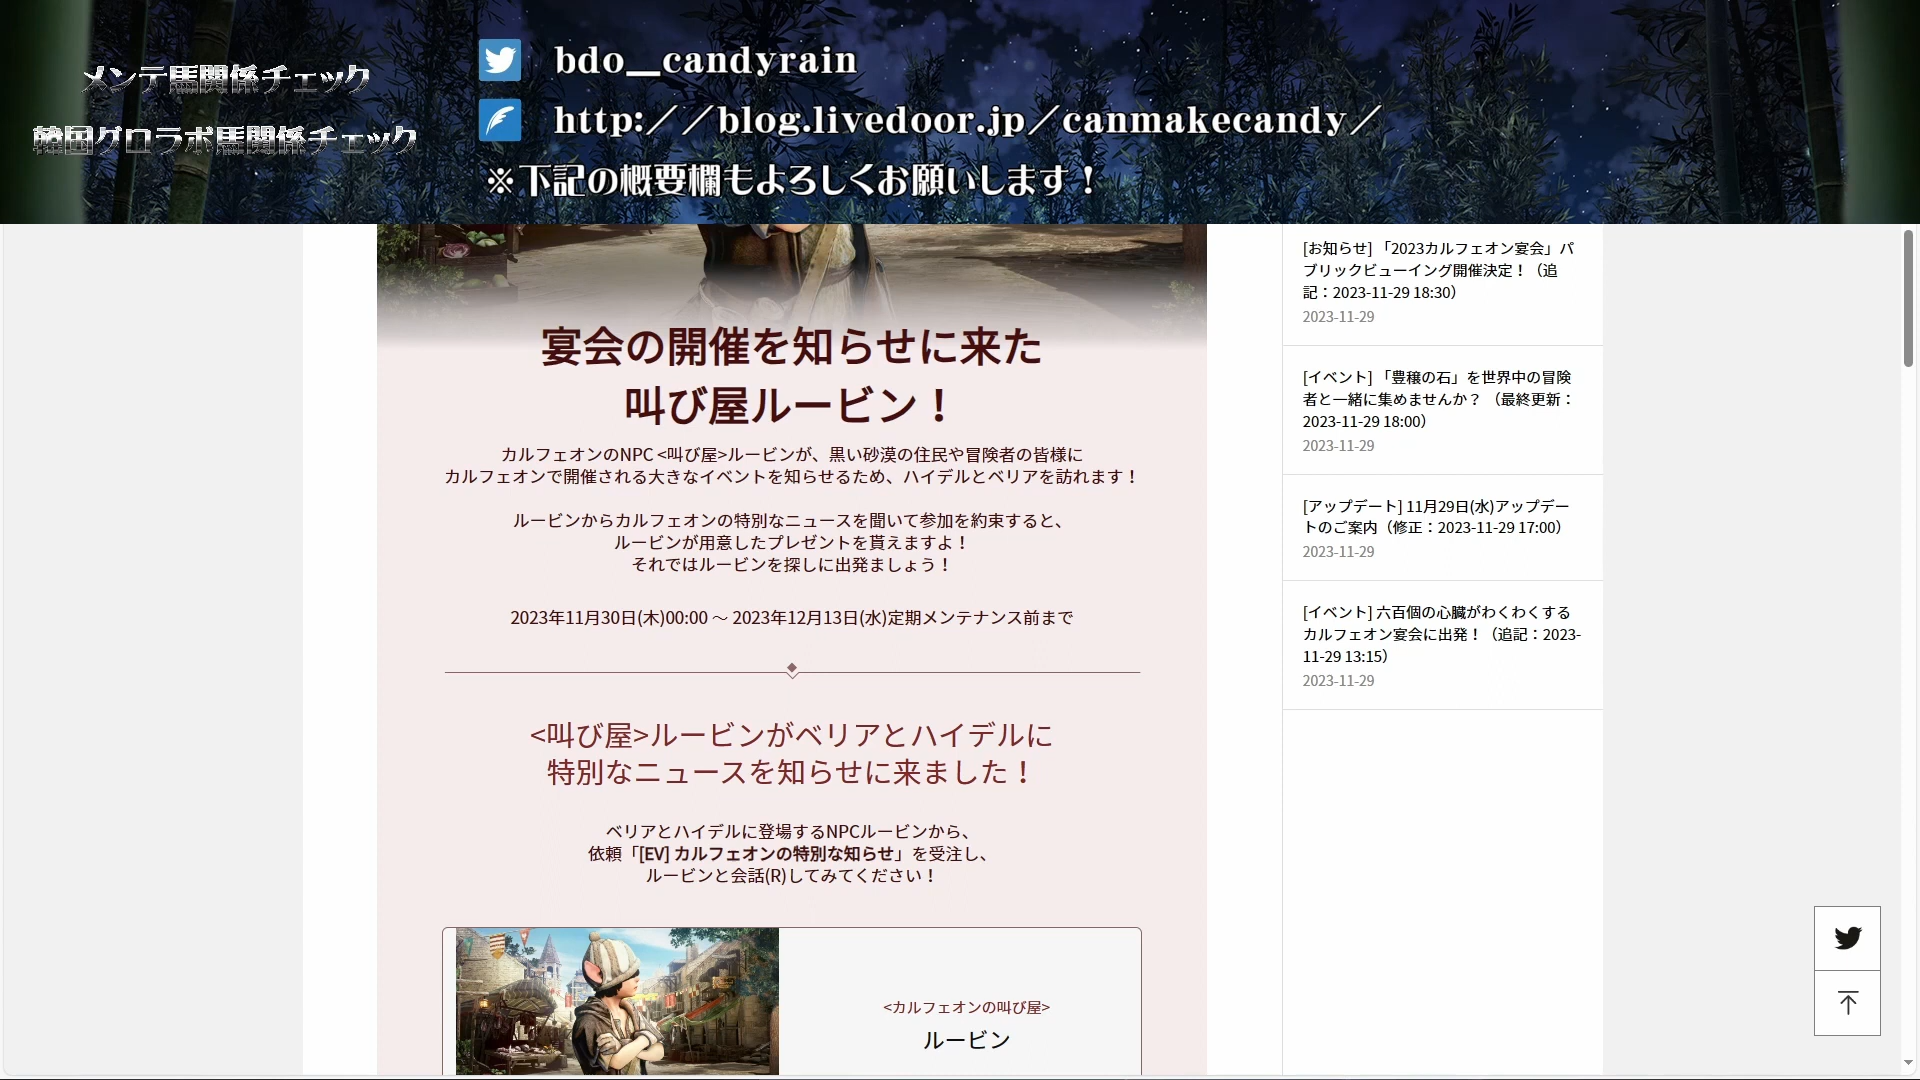 メンテ馬関係チェック
韓国グロラボ馬関係チェック
bdo__candyrain
http://blog.livedoor.jp/canmakecandy/
※下記の概要欄もよろしくお願いします！
宴会の開催を知らせに来た
叫び屋ルービン！
カルフェオンのNPC <叫び屋>ルービンが、黒い砂漠の住民や冒険者の皆様に
カルフェオンで開催される大きなイベントを知らせるため、ハイデルとベリアを訪れます！
ルービンからカルフェオンの特別なニュースを聞いて参加を約束すると、
ルービンが用意したプレゼントを貰えますよ！
それではルービンを探しに出発ましょう！
2023年11月30日(木)00:00 ～ 2023年12月13日(水)定期メンテナンス前まで
<叫び屋>ルービンがベリアとハイデルに
特別なニュースを知らせに来ました！
ベリアとハイデルに登場するNPCルービンから、
依頼「[EV] カルフェオンの特別な知らせ」を受注し、
ルービンと会話(R)してみてください！
<カルフェオンの叫び屋>
ルービン
[お知らせ] 「2023カルフェオン宴会」パ
ブリックビューイング開催決定！（追
記：2023-11-29 18:30）
2023-11-29
[イベント] 「豊穣の石」を世界中の冒険
者と一緒に集めませんか？ （最終更新：
2023-11-29 18:00）
2023-11-29
[アップデート] 11月29日(水)アップデー
トのご案内（修正：2023-11-29 17:00）
2023-11-29
[イベント] 六百個の心臓がわくわくする
カルフェオン宴会に出発！（追記：2023-
11-29 13:15）
2023-11-29